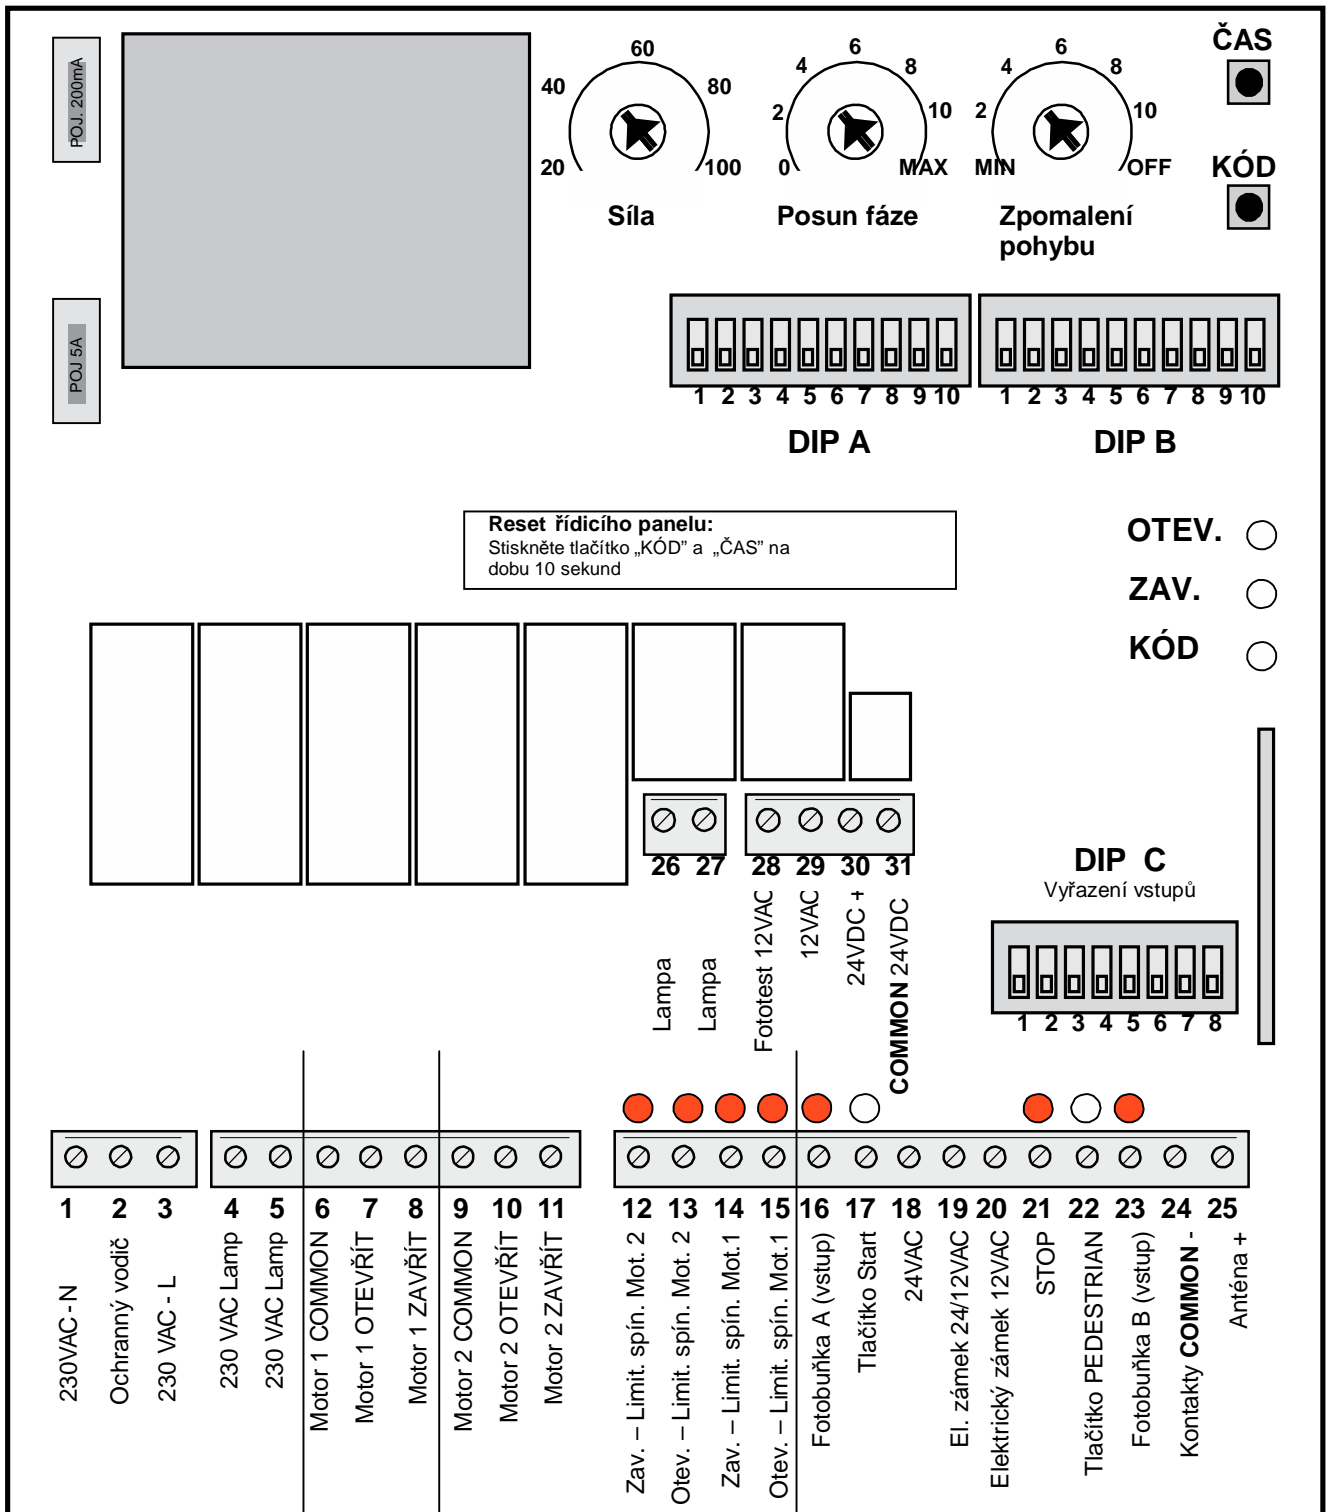 POJ. 200mA
POJ 5A
20
40
60
80
100
Síla
0
2
4
6
8
10
MAX
Posun fáze
MIN
2
4
6
8
10
OFF
Zpomalení
pohybu
ČAS
KÓD
1 2 3 4 5 6 7 8 9 10
DIP A
1 2 3 4 5 6 7 8 9 10
DIP B
Reset řídicího panelu:
Stiskněte tlačítko „KÓD" a „ČAS" na
dobu 10 sekund
OTEV.
ZAV.
KÓD
26 27 28 29 30 31
Lampa
Lampa
Fototest 12VAC
12VAC
24VDC +
COMMON 24VDC
DIP C
Vyřazení vstupů
1 2 3 4 5 6 7 8
1 2 3 4 5 6 7 8 9 10 11 12 13 14 15 16 17 18 19 20 21 22 23 24 25
230VAC - N
Ochranný vodič
230 VAC - L
230 VAC Lamp
230 VAC Lamp
Motor 1 COMMON
Motor 1 OTEVŘÍT
Motor 1 ZAVŘÍT
Motor 2 COMMON
Motor 2 OTEVŘÍT
Motor 2 ZAVŘÍT
Zav. – Limit. spín. Mot. 2
Otev. – Limit. spín. Mot. 2
Zav. – Limit. spín. Mot.1
Otev. – Limit. spín. Mot.1
Fotobuňka A (vstup)
Tlačítko Start
24VAC
El. zámek 24/12VAC
Elektrický zámek 12VAC
STOP
Tlačítko PEDESTRIAN
Fotobuňka B (vstup)
Kontakty COMMON -
Anténa +